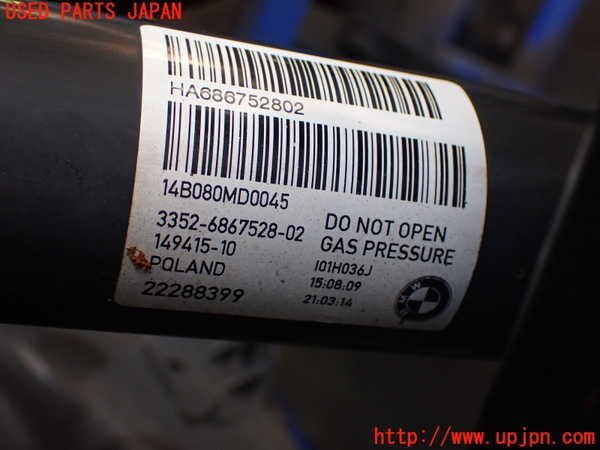 USED PARTS JAPAN
HA686752802
14B080MD0045
3352-6867528-02
149415-10
POLAND
22288399
DO NOT OPEN
GAS PRESSURE
I01H036J
15:08:09
21:03:14
BMW
http://www.upjpn.com/